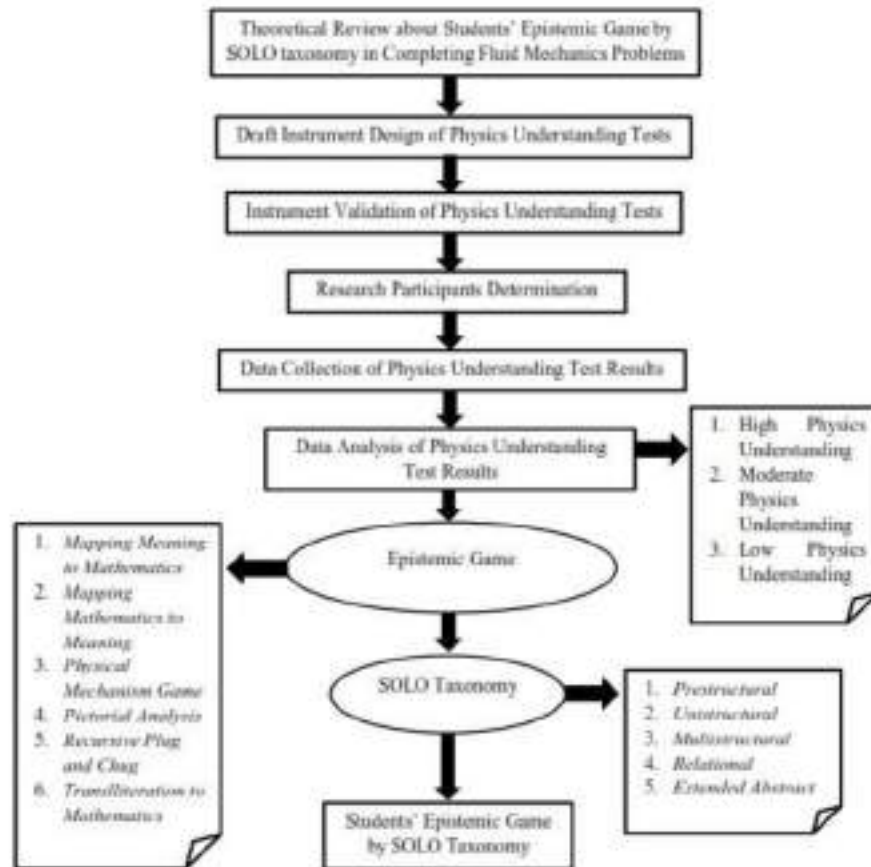 Theoretical Review about Students' Epistemic Game by
SOLO taxonomy in Completing Fluid Mechanics Problems
Draft Instrument Design of Physics Understanding Tests
Instrument Validation of Physics Understanding Tests
Research Participants Determination
Data Collection of Physics Understanding Test Results
Data Analysis of Physics Understanding
Test Results
1. High Physics
Understanding
2. Moderate
Physics
Understanding
3. Low Physics
Understanding
Epistemic Game
1. Mapping Meaning
to Mathematics
2. Mapping
Mathematics to
Meaning
3. Physical
Mechanism Game
4. Pictorial Analysis
5. Recursive Plug
and Chug
6. Transliteration to
Mathematics
SOLO Taxonomy
1. Prestructural
2. Unistructural
3. Multistructural
4. Relational
5. Extended Abstract
Students' Epistemic Game
by SOLO Taxonomy